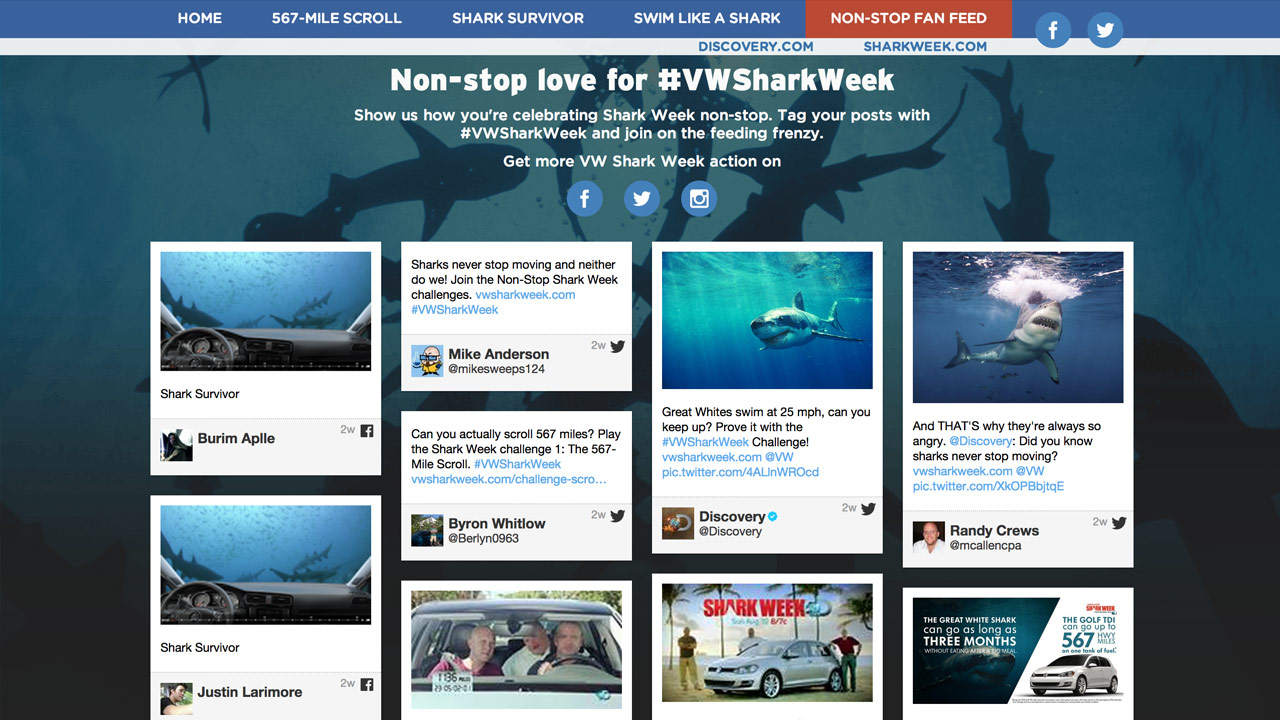 HOME 567-MILE SCROLL SHARK SURVIVOR SWIM LIKE A SHARK NON-STOP FAN FEED
DISCOVERY.COM SHARKWEEK.COM
Non-stop love for #VWSharkWeek
Show us how you're celebrating Shark Week non-stop. Tag your posts with
#VWSharkWeek and join on the feeding frenzy.
Get more VW Shark Week action on
Shark Survivor
2w
Burim Aplle
Shark Survivor
2w
Justin Larimore
Sharks never stop moving and neither
do we! Join the Non-Stop Shark Week
challenges. vwsharkweek.com
#VWSharkWeek
2w
Mike Anderson
@mikesweeps124
Can you actually scroll 567 miles? Play
the Shark Week challenge 1: The 567-
Mile Scroll. #VWSharkWeek
vwsharkweek.com/challenge-scro…
2w
Byron Whitlow
@Berlyn0963
1:36 MILES
Great Whites swim at 25 mph, can you
keep up? Prove it with the
#VWSharkWeek Challenge!
vwsharkweek.com @VW
pic.twitter.com/4ALlnWROcd
2w
Discovery
@Discovery
SHARK WEEK
Sun Aug 10 8/7c
And THAT'S why they're always so
angry. @Discovery: Did you know
sharks never stop moving?
vwsharkweek.com @VW
pic.twitter.com/XkOPBbjtqE
2w
Randy Crews
@mcallencpa
THE GREAT WHITE SHARK
can go as long as
THREE MONTHS
WITHOUT EATING AFTER A BIG MEAL.
SHARK WEEK
THE GOLF TDI
can go up to
567 HWY MILES
on one tank of fuel.*